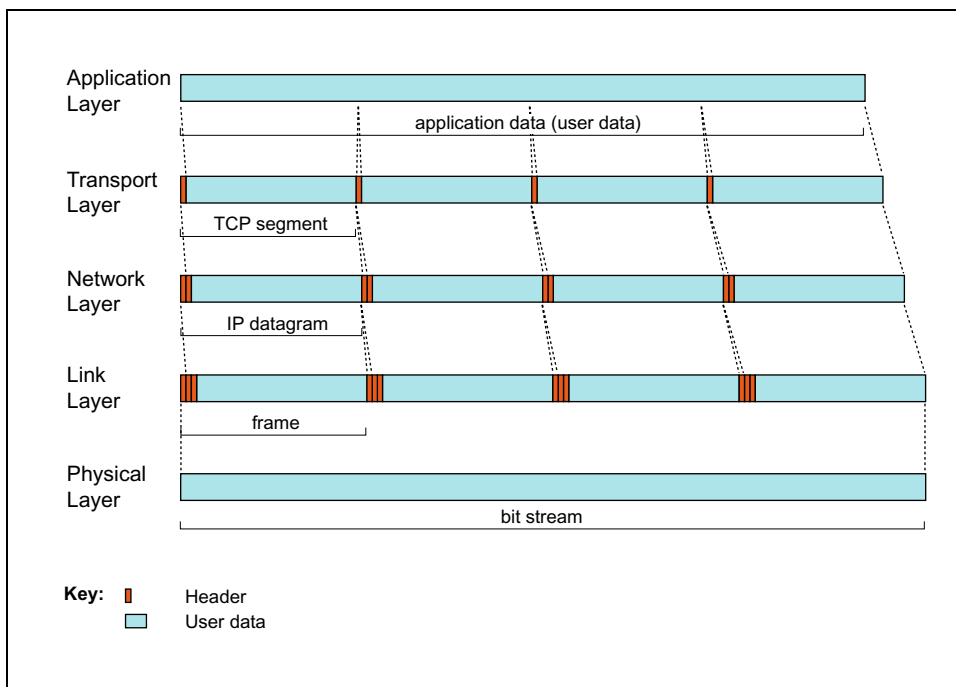 Application
Layer
application data (user data)
Transport
Layer
TCP segment
Network
Layer
IP datagram
Link
Layer
frame
Physical
Layer
bit stream
Key:
Header
User data